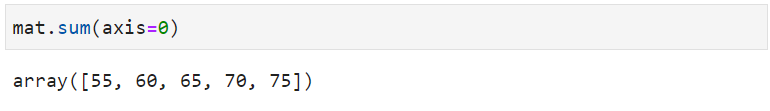 mat.sum(axis=0)
array([55, 60, 65, 70, 75])